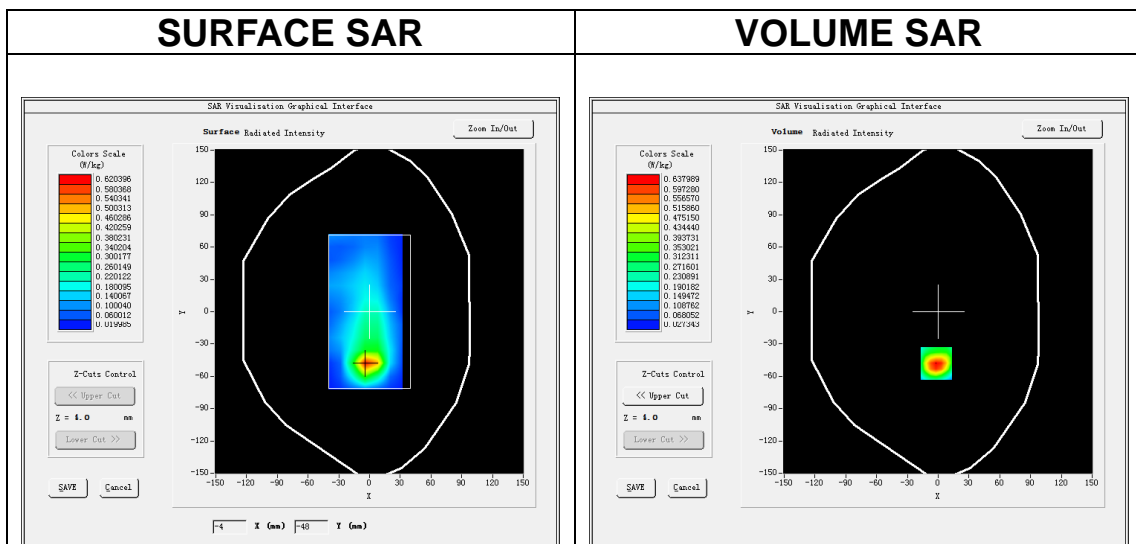 SURFACE SAR
VOLUME SAR
SAR Visualisation Graphical Interface
Surface Radiated Intensity
Zoom In/Out
Colors Scale
(W/kg)
0.620396
0.580368
0.540341
0.500313
0.460286
0.420259
0.380231
0.340204
0.300177
0.260149
0.220122
0.180095
0.140067
0.100040
0.060012
0.019985
Z-Cuts Control
<< Upper Cut
Z = 4.0 mm
Lower Cut >>
SAVE
Cancel
150
120
90
60
30
0
-30
-60
-90
-120
-150
Y
-150 -120 -90 -60 -30 0 30 60 90 120 150
X
-4 X (mm) -48 Y (mm)
SAR Visualisation Graphical Interface
Volume Radiated Intensity
Zoom In/Out
Colors Scale
(W/kg)
0.637989
0.597280
0.556570
0.515860
0.475150
0.434440
0.393731
0.353021
0.312311
0.271601
0.230891
0.190182
0.149472
0.108762
0.068052
0.027343
Z-Cuts Control
<< Upper Cut
Z = 4.0 mm
Lower Cut >>
SAVE
Cancel
150
120
90
60
30
0
-30
-60
-90
-120
-150
Y
-150 -120 -90 -60 -30 0 30 60 90 120 150
X